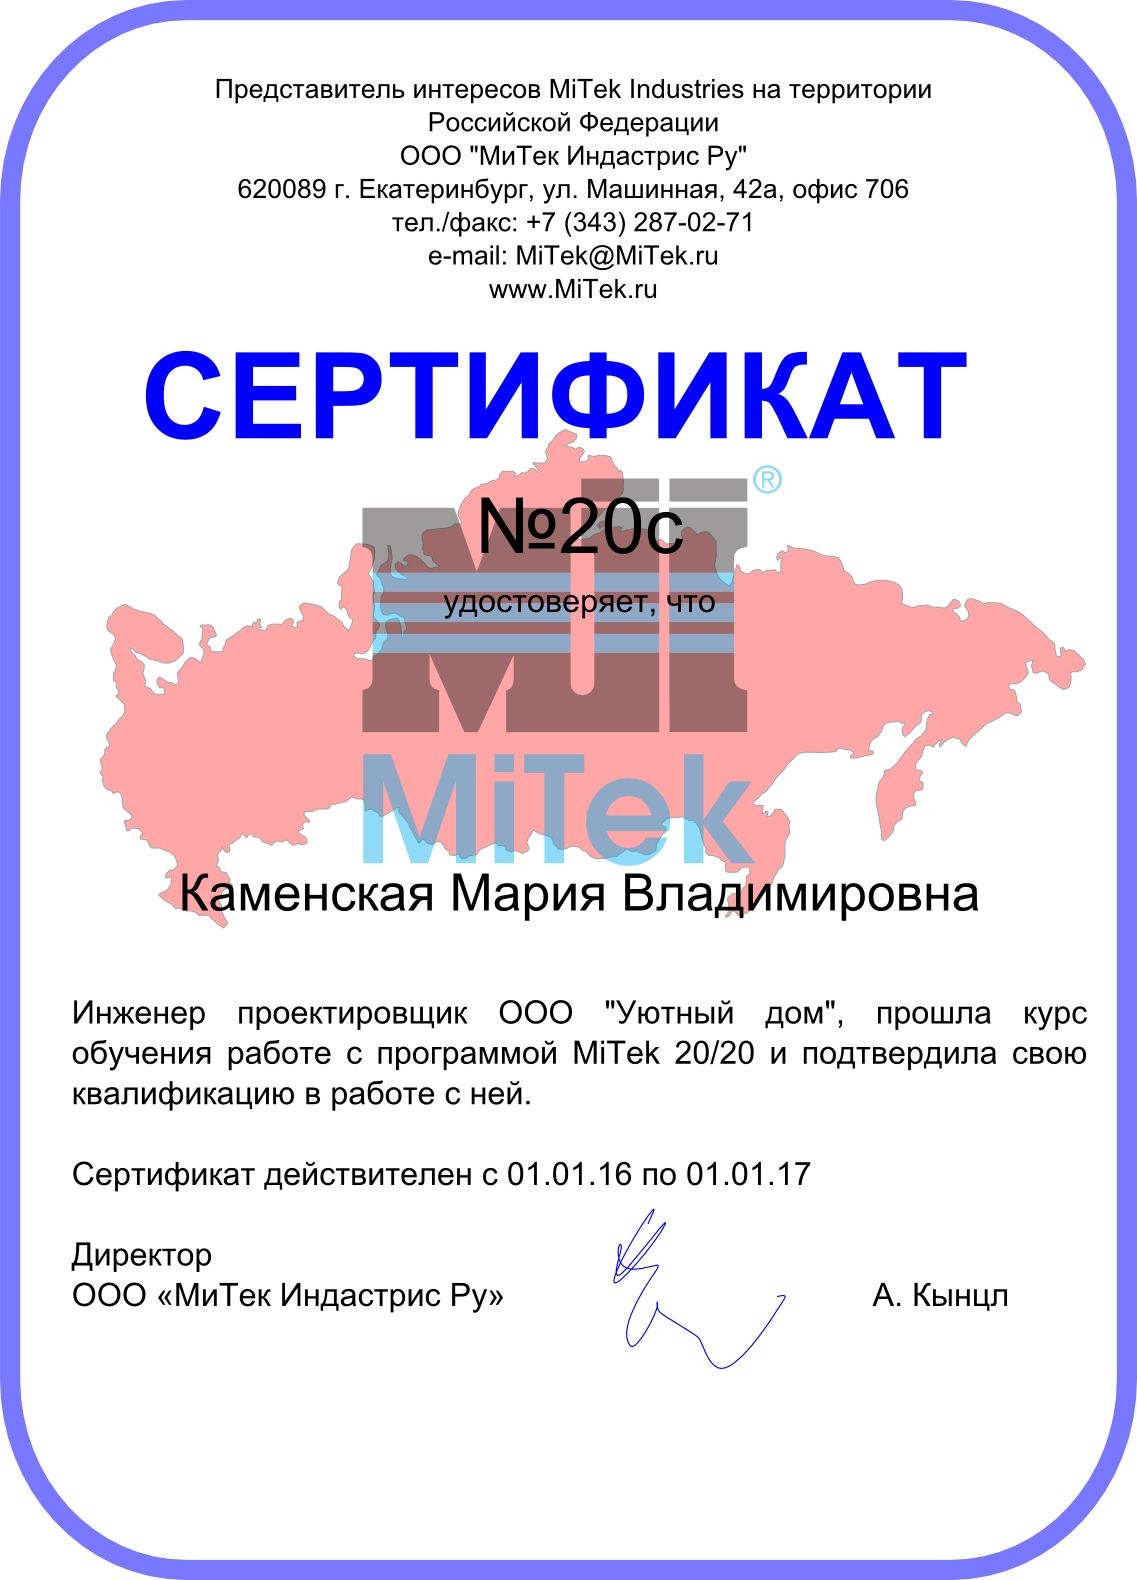 Представитель интересов MiTek Industries на территории
Российской Федерации
ООО "МиТек Индастрис Ру"
620089 г. Екатеринбург, ул. Машинная, 42а, офис 706
тел./факс: +7 (343) 287-02-71
e-mail: MiTek@MiTek.ru
www.MiTek.ru
СЕРТИФИКАТ
®
№20с
удостоверяет, что
MiTek
Каменская Мария Владимировна
Инженер проектировщик ООО "Уютный дом", прошла курс
обучения работе с программой MiTek 20/20 и подтвердила свою
квалификацию в работе с ней.
Сертификат действителен с 01.01.16 по 01.01.17
Директор
ООО «МиТек Индастрис Ру» А. Кынцл